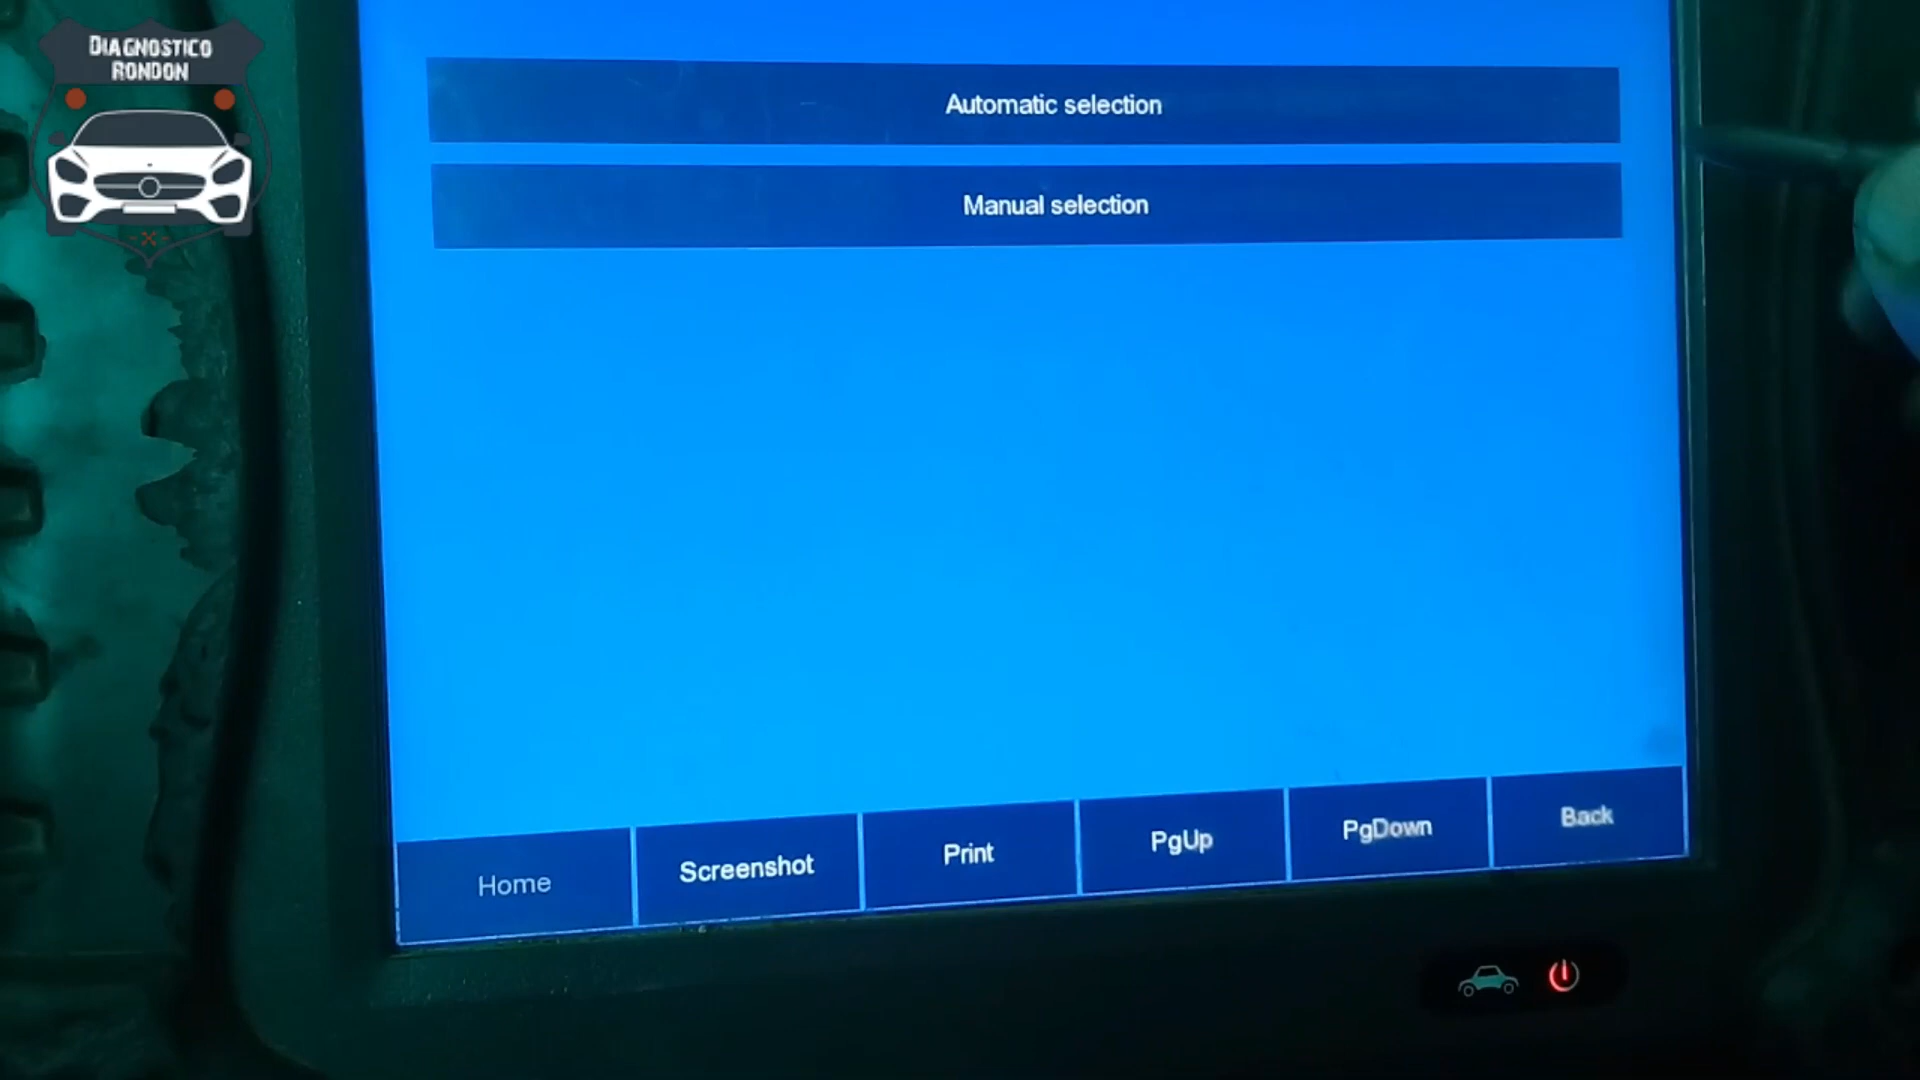 DIAGNOSTICO
RONDON
Automatic selection
Manual selection
Home
Screenshot
Print
PgUp
PgDown
Back